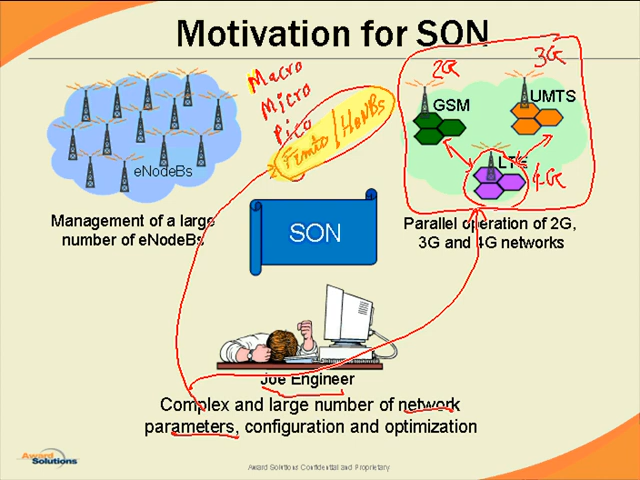 Motivation for SON
Macro
Micro
Pico
Femto / HeNBs
2G
3G
GSM
UMTS
LTE
4G
eNodeBs
Management of a large
number of eNodeBs
SON
Parallel operation of 2G,
3G and 4G networks
Joe Engineer
Complex and large number of network
parameters, configuration and optimization
Award
Solutions
Award Solutions Confidential and Proprietary